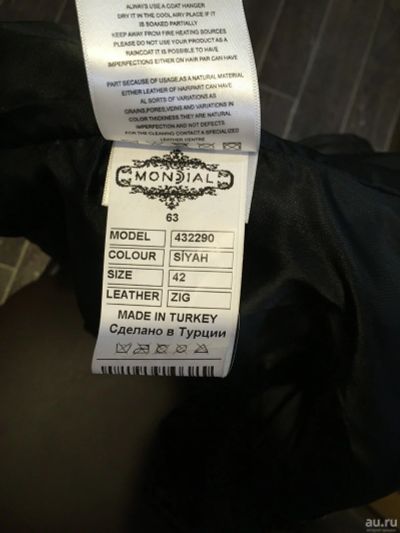 ALWAYS USE A COAT HANGER
DRY IT IN THE COOL AIRY PLACE IF IT
IS SOAKED PARTIALLY
KEEP AWAY FROM FIRE HEATING SOURCES
PLEASE DO NOT USE YOUR PRODUCT AS A
RAINCOAT IT IS POSSIBLE TO HAVE
IMPERFECTIONS EITHER ON HAIR PAR CAN HAVE
PART BECAUSE OF USAGE AS A NATURAL MATERIAL
EITHER LEATHER OF HAIRPART CAN HAVE
AL SORTS OF VARIATIONS AS
GRAINS,PORES,VEINS AND VARIATIONS IN
COLOR THICKNESS THEY ARE NATURAL
IMPERFECTION AND NOT DEFECTS
FOR THE CLEANING CONTACT A SPECIALIZED
LEATHER CENTRE
MONDIAL
63
MODEL 432290
COLOUR SİYAH
SIZE 42
LEATHER ZIG
MADE IN TURKEY
Сделано в Турции
au.ru